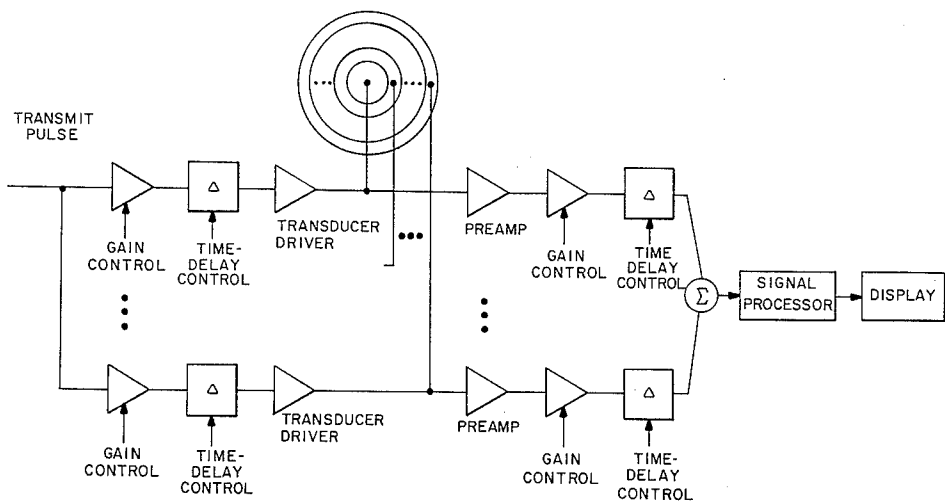 TRANSMIT
PULSE
Δ
Δ
GAIN
CONTROL
TIME-
DELAY
CONTROL
TRANSDUCER
DRIVER
PREAMP
GAIN
CONTROL
TIME
DELAY
CONTROL
Σ
SIGNAL
PROCESSOR
DISPLAY
Δ
Δ
GAIN
CONTROL
TIME-
DELAY
CONTROL
TRANSDUCER
DRIVER
PREAMP
GAIN
CONTROL
TIME-
DELAY
CONTROL